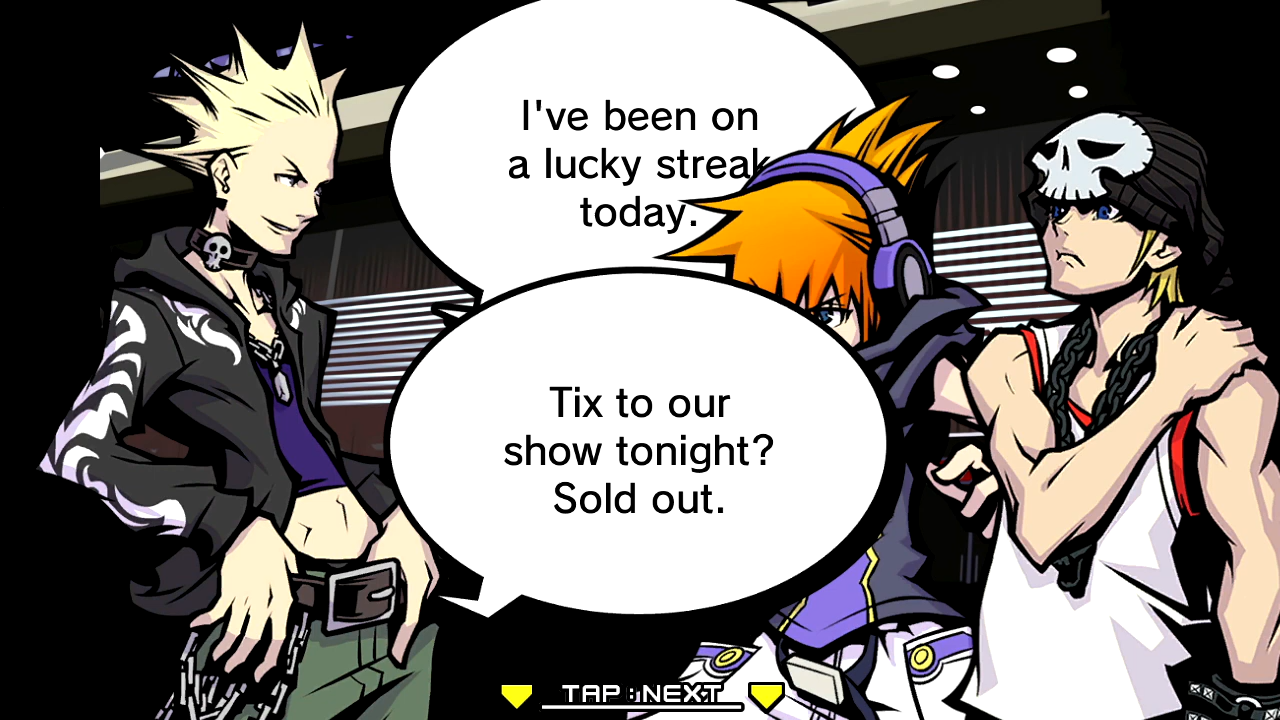 I've been on
a lucky streak
today.
Tix to our
show tonight?
Sold out.
TAP : NEXT